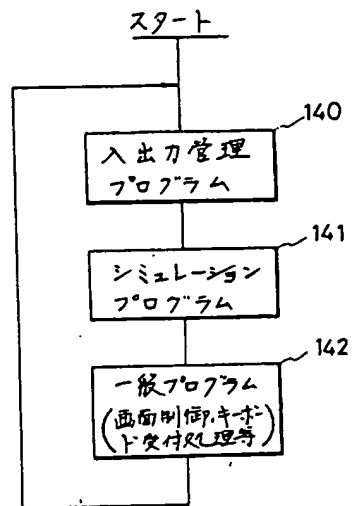 スタート
140
入出力管理
プログラム
141
シミュレーション
プログラム
142
一般プログラム
(画面制御,キーボー
ド受付処理等)